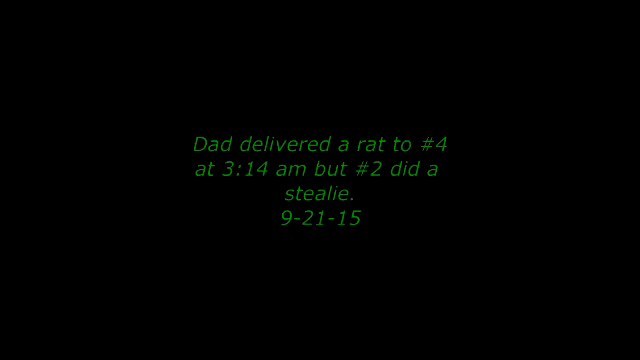 Dad delivered a rat to #4
at 3:14 am but #2 did a
stealie.
9-21-15